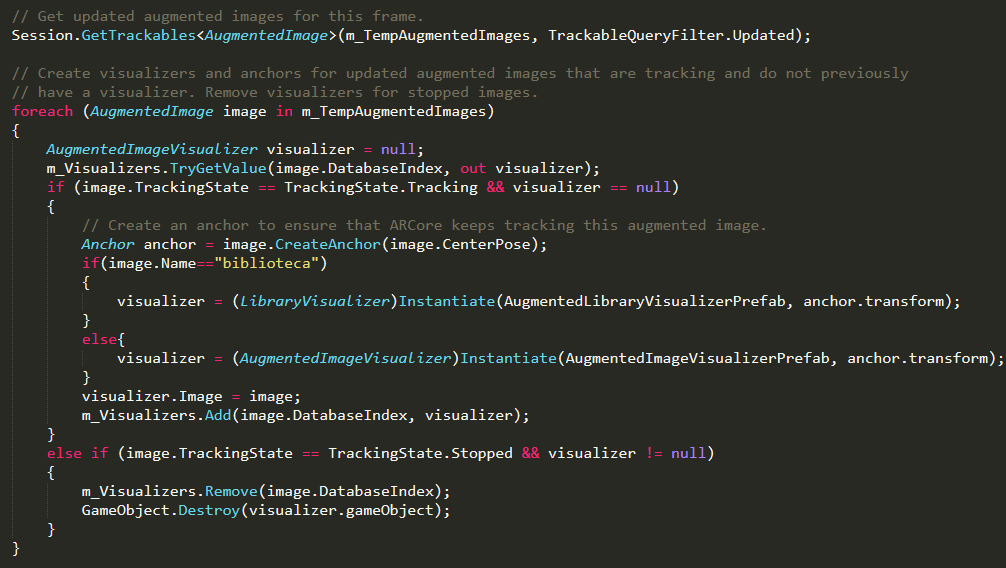 // Get updated augmented images for this frame.
Session.GetTrackables<AugmentedImage>(m_TempAugmentedImages, TrackableQueryFilter.Updated);

// Create visualizers and anchors for updated augmented images that are tracking and do not previously
// have a visualizer. Remove visualizers for stopped images.
foreach (AugmentedImage image in m_TempAugmentedImages)
{
    AugmentedImageVisualizer visualizer = null;
    m_Visualizers.TryGetValue(image.DatabaseIndex, out visualizer);
    if (image.TrackingState == TrackingState.Tracking && visualizer == null)
    {
        // Create an anchor to ensure that ARCore keeps tracking this augmented image.
        Anchor anchor = image.CreateAnchor(image.CenterPose);
        if(image.Name=="biblioteca")
        {
            visualizer = (LibraryVisualizer)Instantiate(AugmentedLibraryVisualizerPrefab, anchor.transform);
        }
        else{
            visualizer = (AugmentedImageVisualizer)Instantiate(AugmentedImageVisualizerPrefab, anchor.transform);
        }
        visualizer.Image = image;
        m_Visualizers.Add(image.DatabaseIndex, visualizer);
    }
    else if (image.TrackingState == TrackingState.Stopped && visualizer != null)
    {
        m_Visualizers.Remove(image.DatabaseIndex);
        GameObject.Destroy(visualizer.gameObject);
    }
}